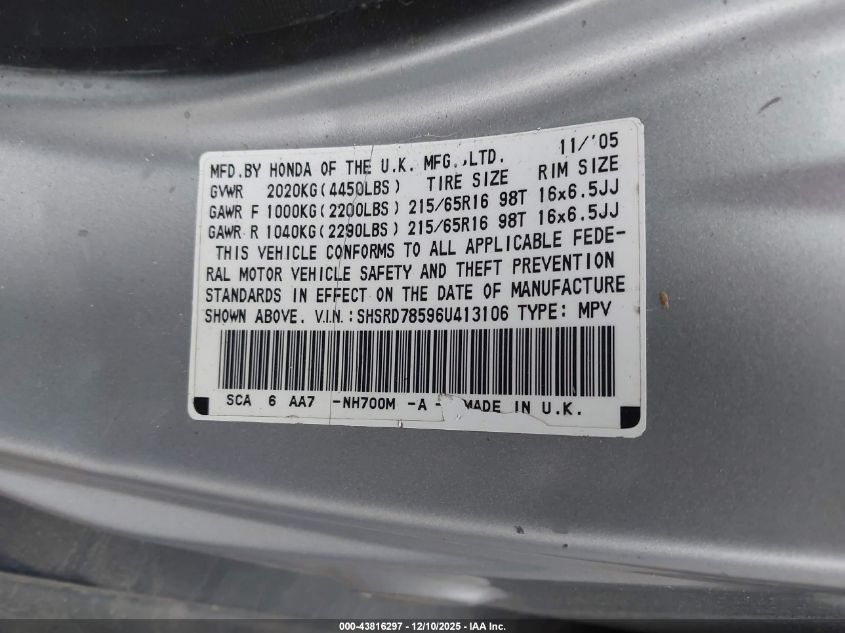 MFD.BY HONDA OF THE U.K. MFG.,LTD. 11/'05
GVWR 2020KG(4450LBS) TIRE SIZE RIM SIZE
GAWR F 1000KG(2200LBS) 215/65R16 98T 16x6.5JJ
GAWR R 1040KG(2290LBS) 215/65R16 98T 16x6.5JJ
THIS VEHICLE CONFORMS TO ALL APPLICABLE FEDE-
RAL MOTOR VEHICLE SAFETY AND THEFT PREVENTION
STANDARDS IN EFFECT ON THE DATE OF MANUFACTURE
SHOWN ABOVE. V.I.N.:SHSRD78596U413106 TYPE: MPV
SCA 6 AA7 -NH700M -A - MADE IN U.K.
000-43816297 - 12/10/2025 - IAA Inc.